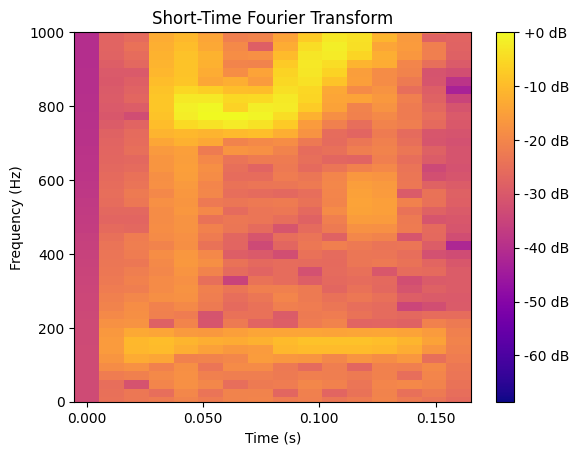 Short-Time Fourier Transform
1000
800
600
400
200
0
Frequency (Hz)
0.000
0.050
0.100
0.150
Time (s)
+0 dB
-10 dB
-20 dB
-30 dB
-40 dB
-50 dB
-60 dB